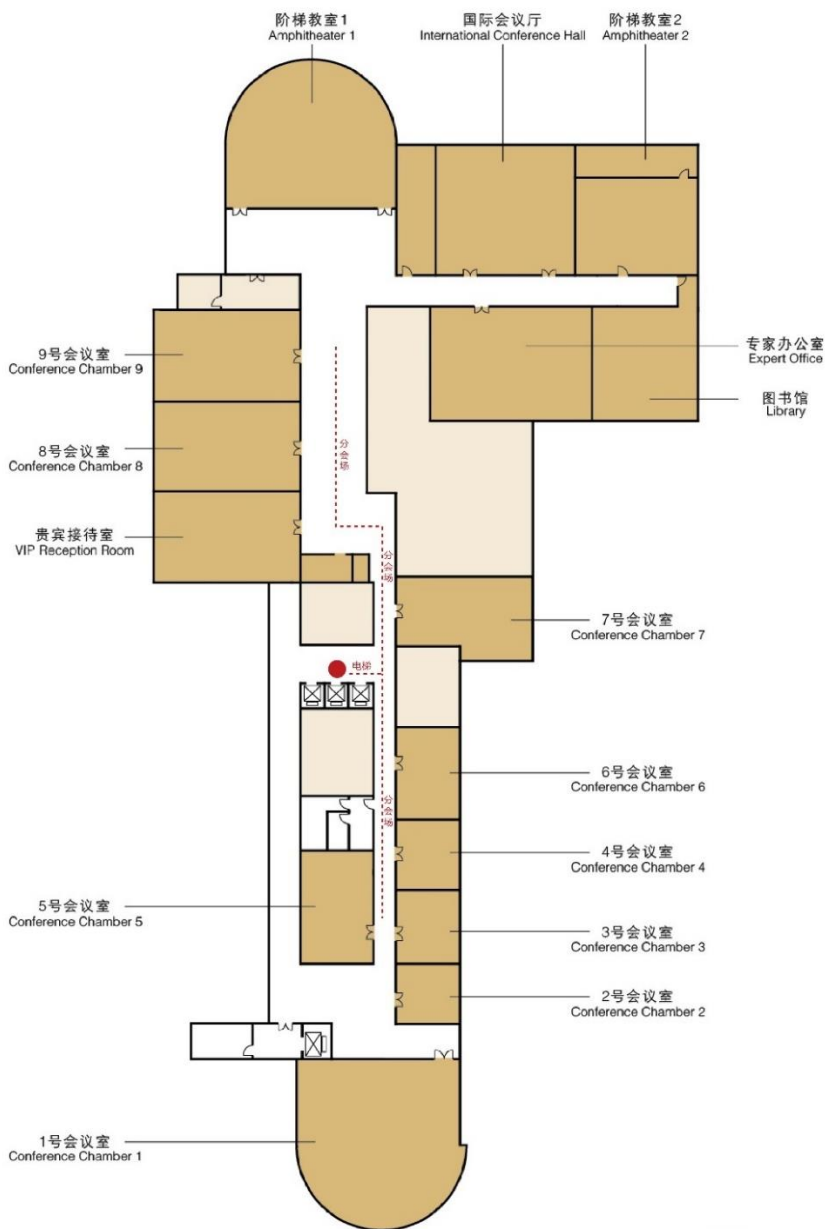 阶梯教室1
Amphitheater 1
国际会议厅
International Conference Hall
阶梯教室2
Amphitheater 2
9号会议室
Conference Chamber 9
专家办公室
Expert Office
图书馆
Library
8号会议室
Conference Chamber 8
分会场
贵宾接待室
VIP Reception Room
分会场
7号会议室
Conference Chamber 7
电梯
6号会议室
Conference Chamber 6
分会场
4号会议室
Conference Chamber 4
5号会议室
Conference Chamber 5
3号会议室
Conference Chamber 3
2号会议室
Conference Chamber 2
1号会议室
Conference Chamber 1